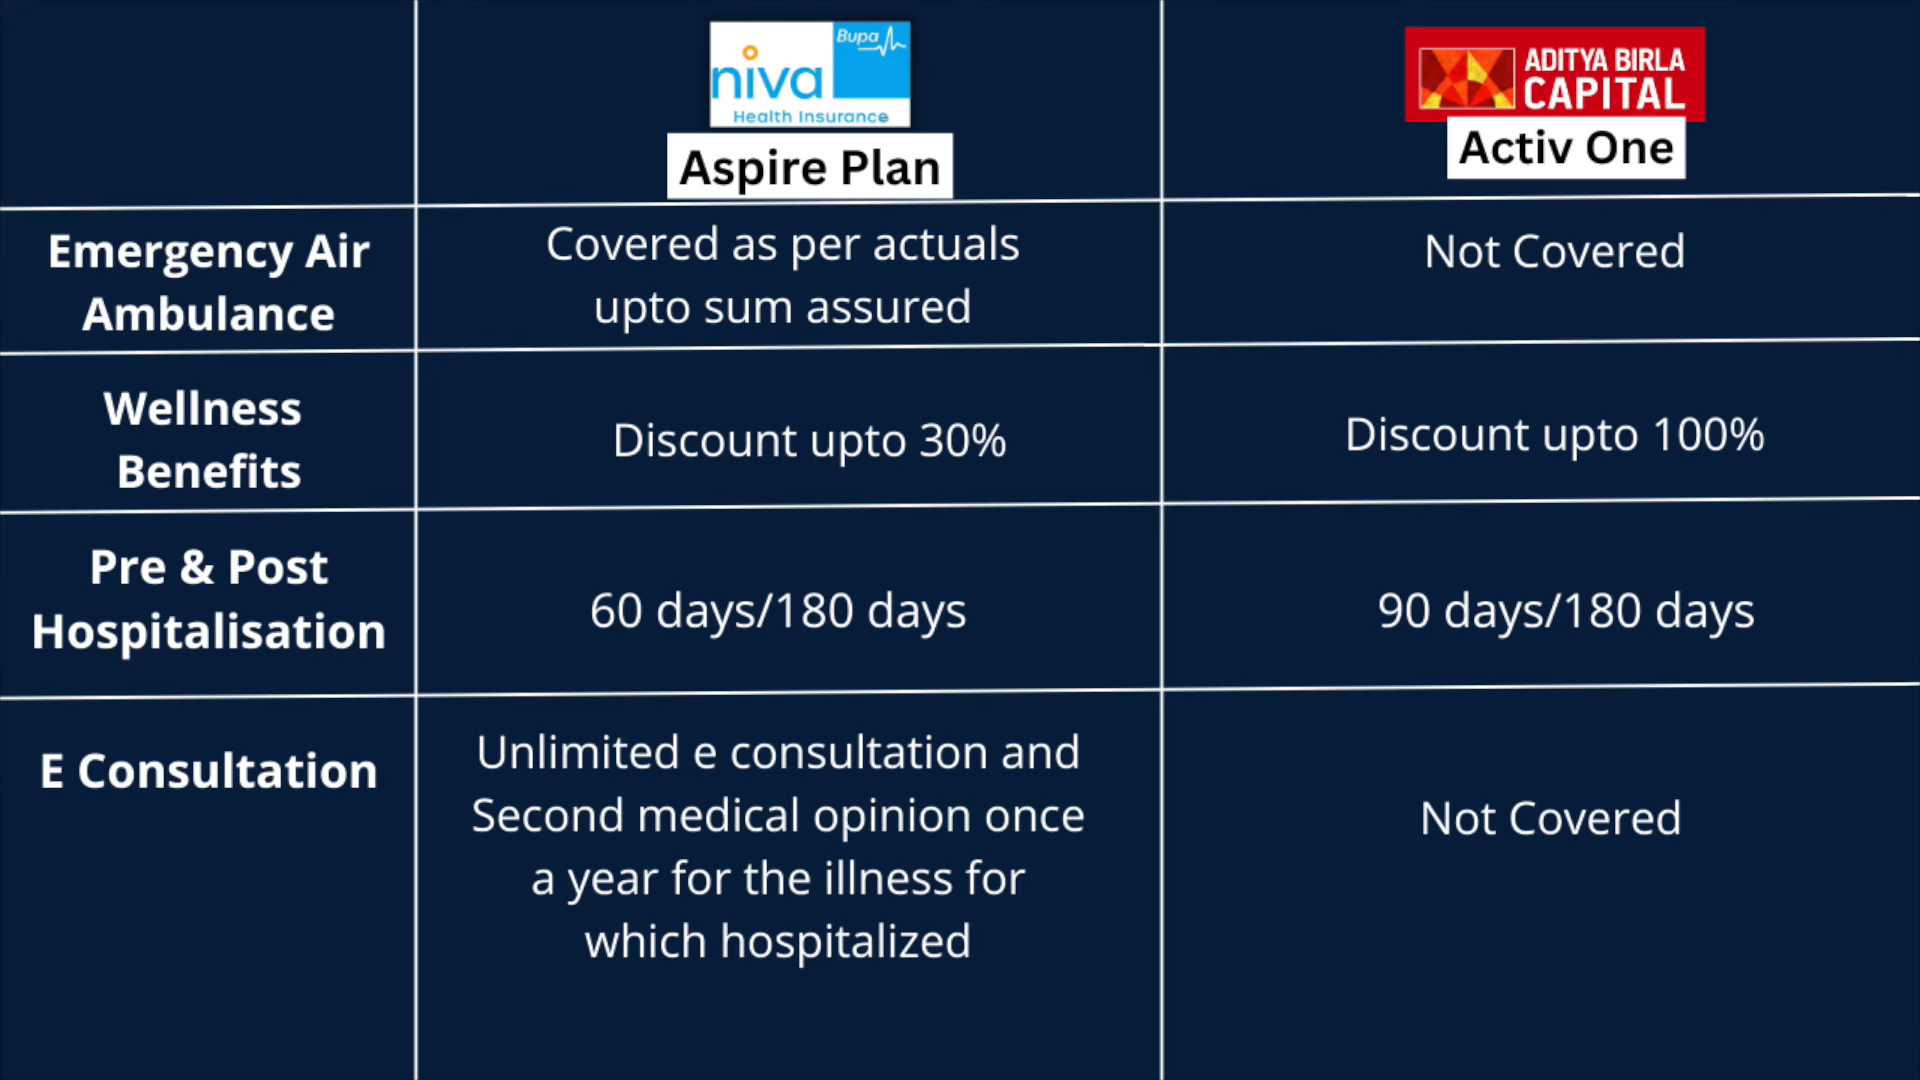 Bupa
niva
Health Insurance
Aspire Plan
ADITYA BIRLA
CAPITAL
Activ One
Emergency Air
Ambulance
Covered as per actuals
upto sum assured
Not Covered
Wellness
Benefits
Discount upto 30%
Discount upto 100%
Pre & Post
Hospitalisation
60 days/180 days
90 days/180 days
E Consultation
Unlimited e consultation and
Second medical opinion once
a year for the illness for
which hospitalized
Not Covered